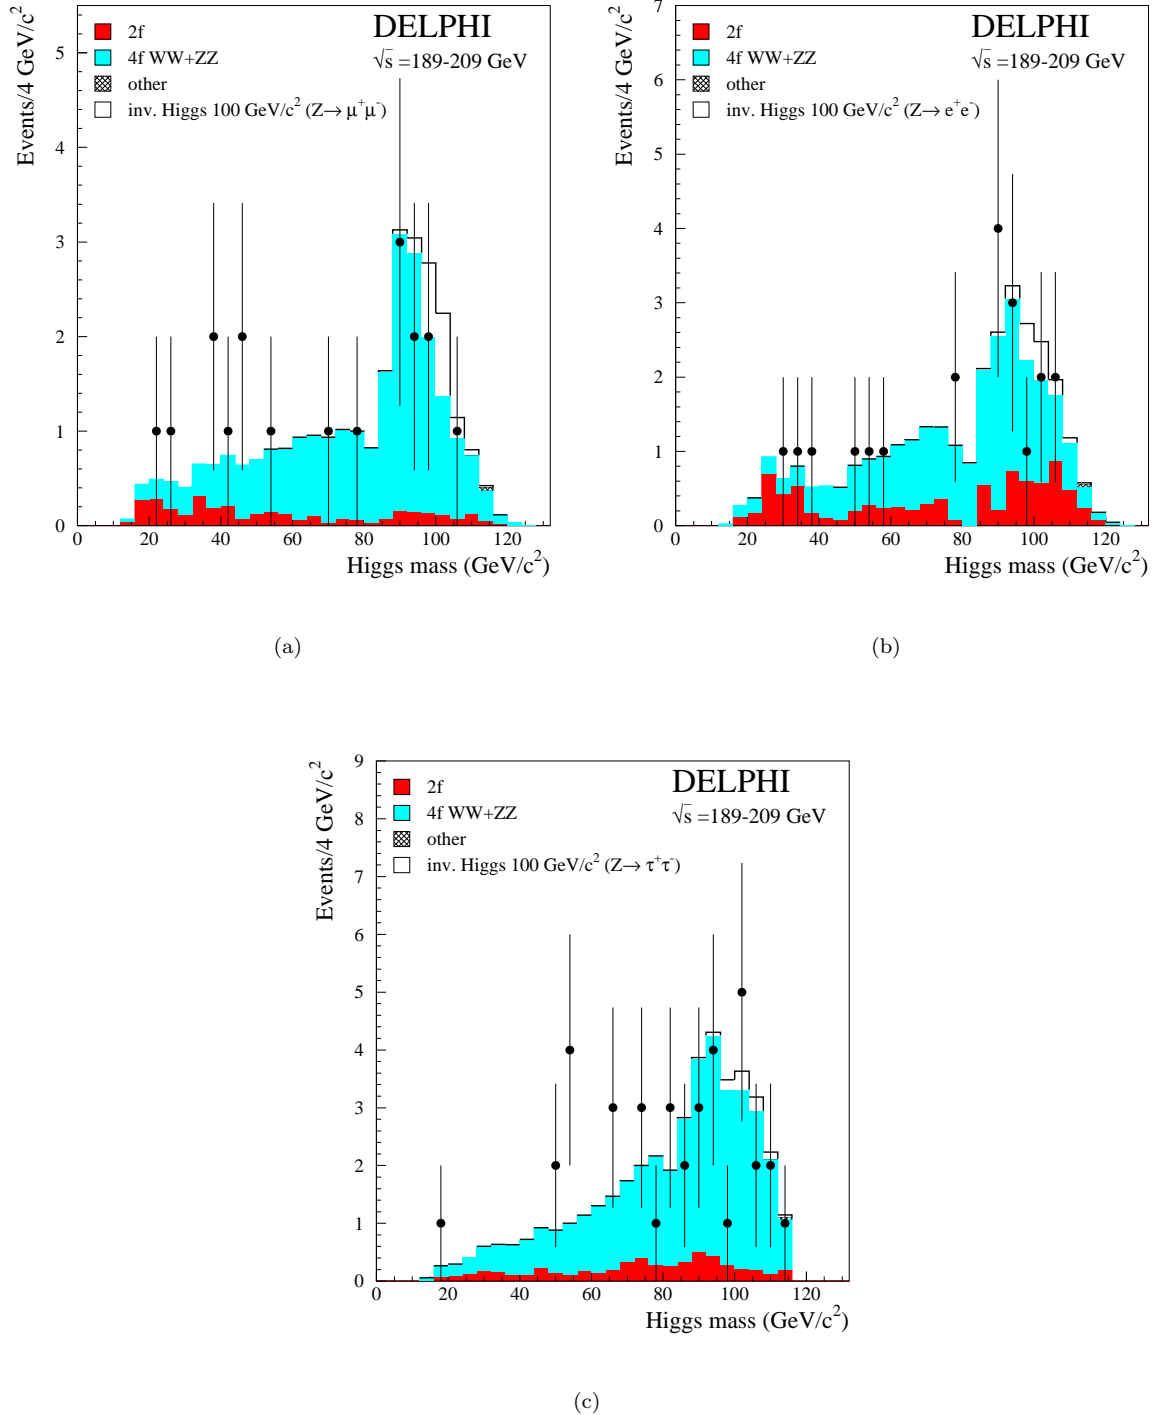 DELPHI
√s =189-209 GeV
2f
4f WW+ZZ
other
inv. Higgs 100 GeV/c² (Z→ μ⁺μ⁻)
Events/4 GeV/c²
5
4
3
2
1
0
0 20 40 60 80 100 120
Higgs mass (GeV/c²)
(a)
DELPHI
√s =189-209 GeV
2f
4f WW+ZZ
other
inv. Higgs 100 GeV/c² (Z→ e⁺e⁻)
Events/4 GeV/c²
7
6
5
4
3
2
1
0
0 20 40 60 80 100 120
Higgs mass (GeV/c²)
(b)
DELPHI
√s =189-209 GeV
2f
4f WW+ZZ
other
inv. Higgs 100 GeV/c² (Z→ τ⁺τ⁻)
Events/4 GeV/c²
9
8
7
6
5
4
3
2
1
0
0 20 40 60 80 100 120
Higgs mass (GeV/c²)
(c)